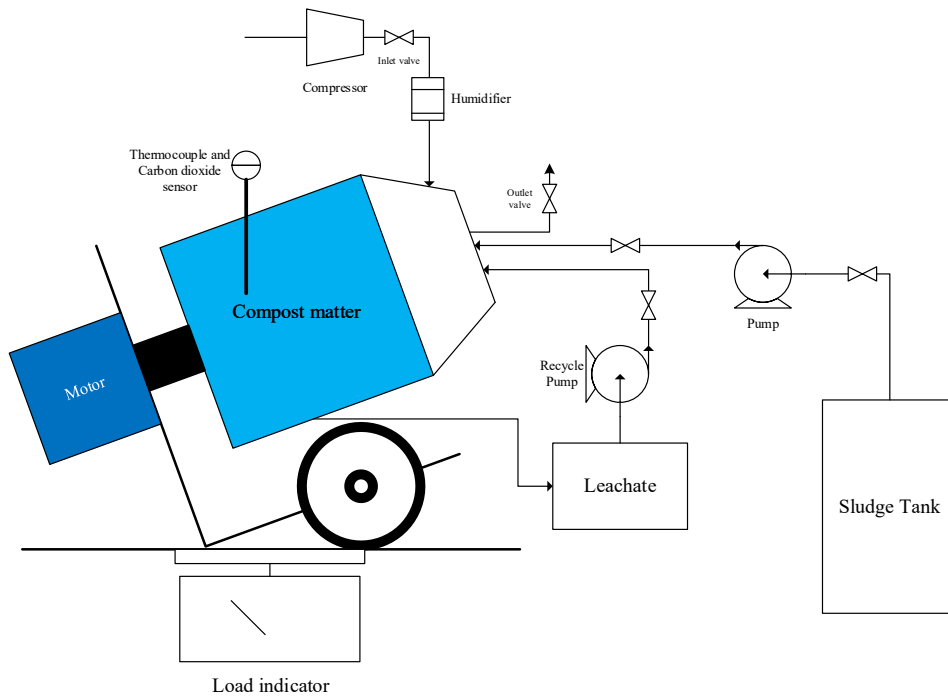 Inlet valve
Compressor
Humidifier
Thermocouple and
Carbon dioxide
sensor
Outlet
valve
Compost matter
Pump
Motor
Recycle
Pump
Leachate
Sludge Tank
Load indicator